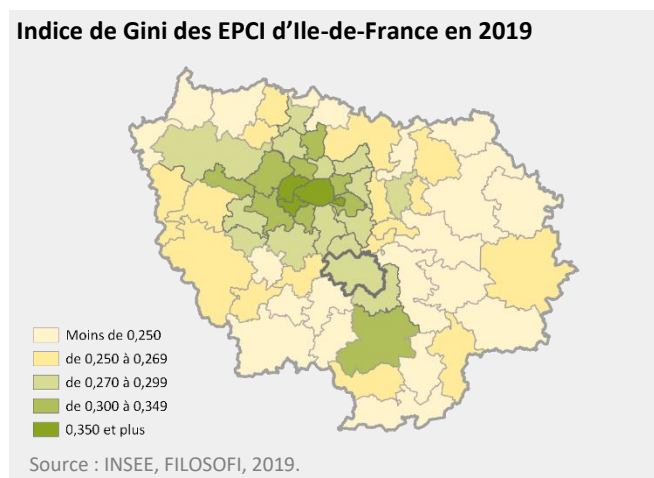 Indice de Gini des EPCI d’Ile-de-France en 2019
Moins de 0,250
de 0,250 à 0,269
de 0,270 à 0,299
de 0,300 à 0,349
0,350 et plus
Source : INSEE, FILOSOFI, 2019.